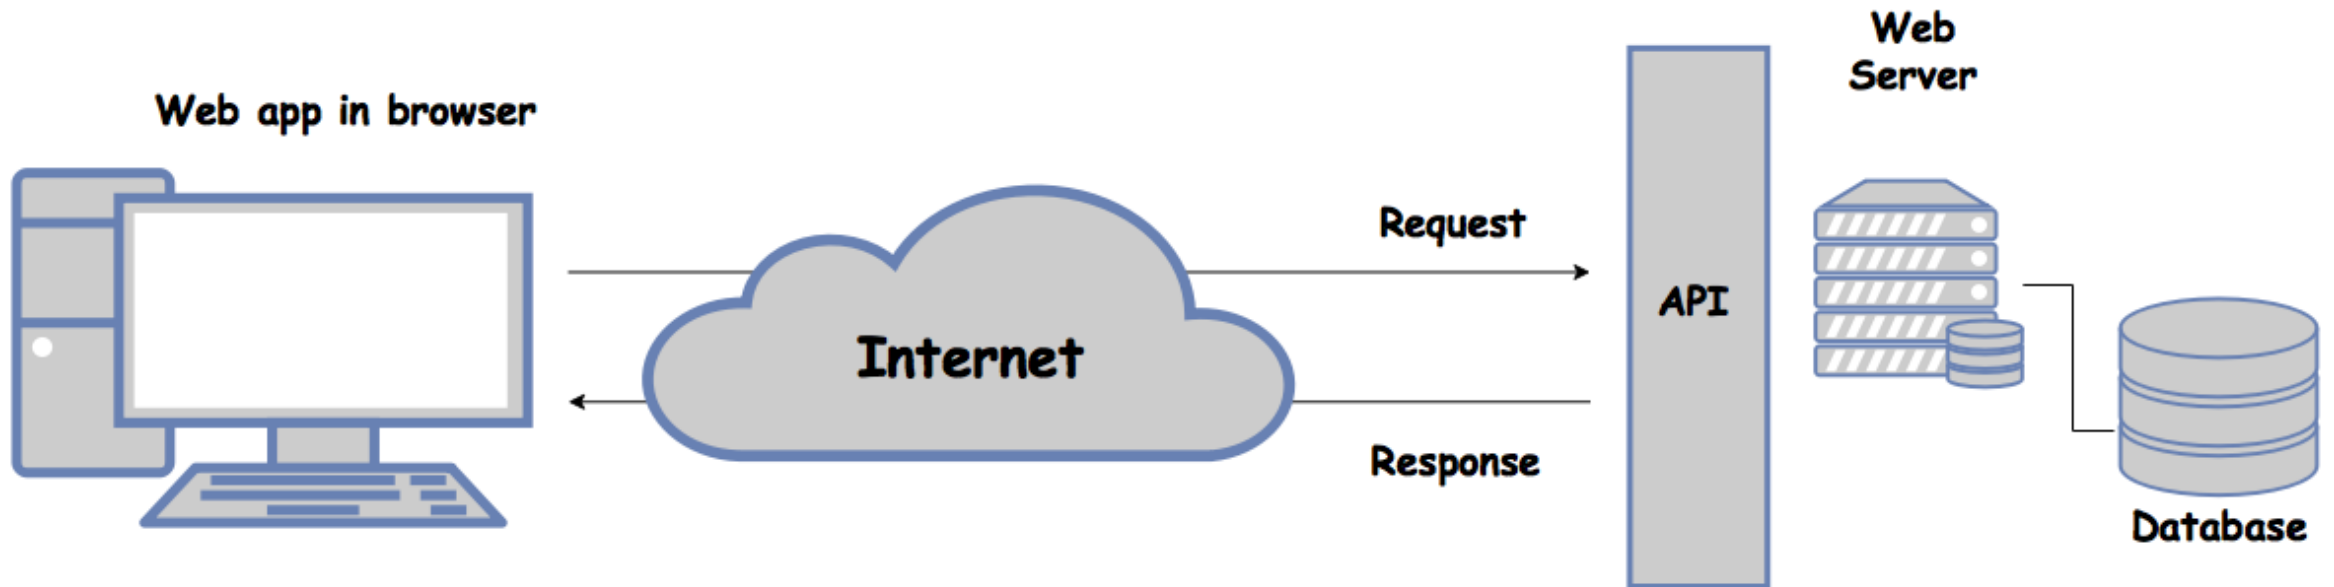 Web app in browser
Internet
Request
Response
API
Web
Server
Database